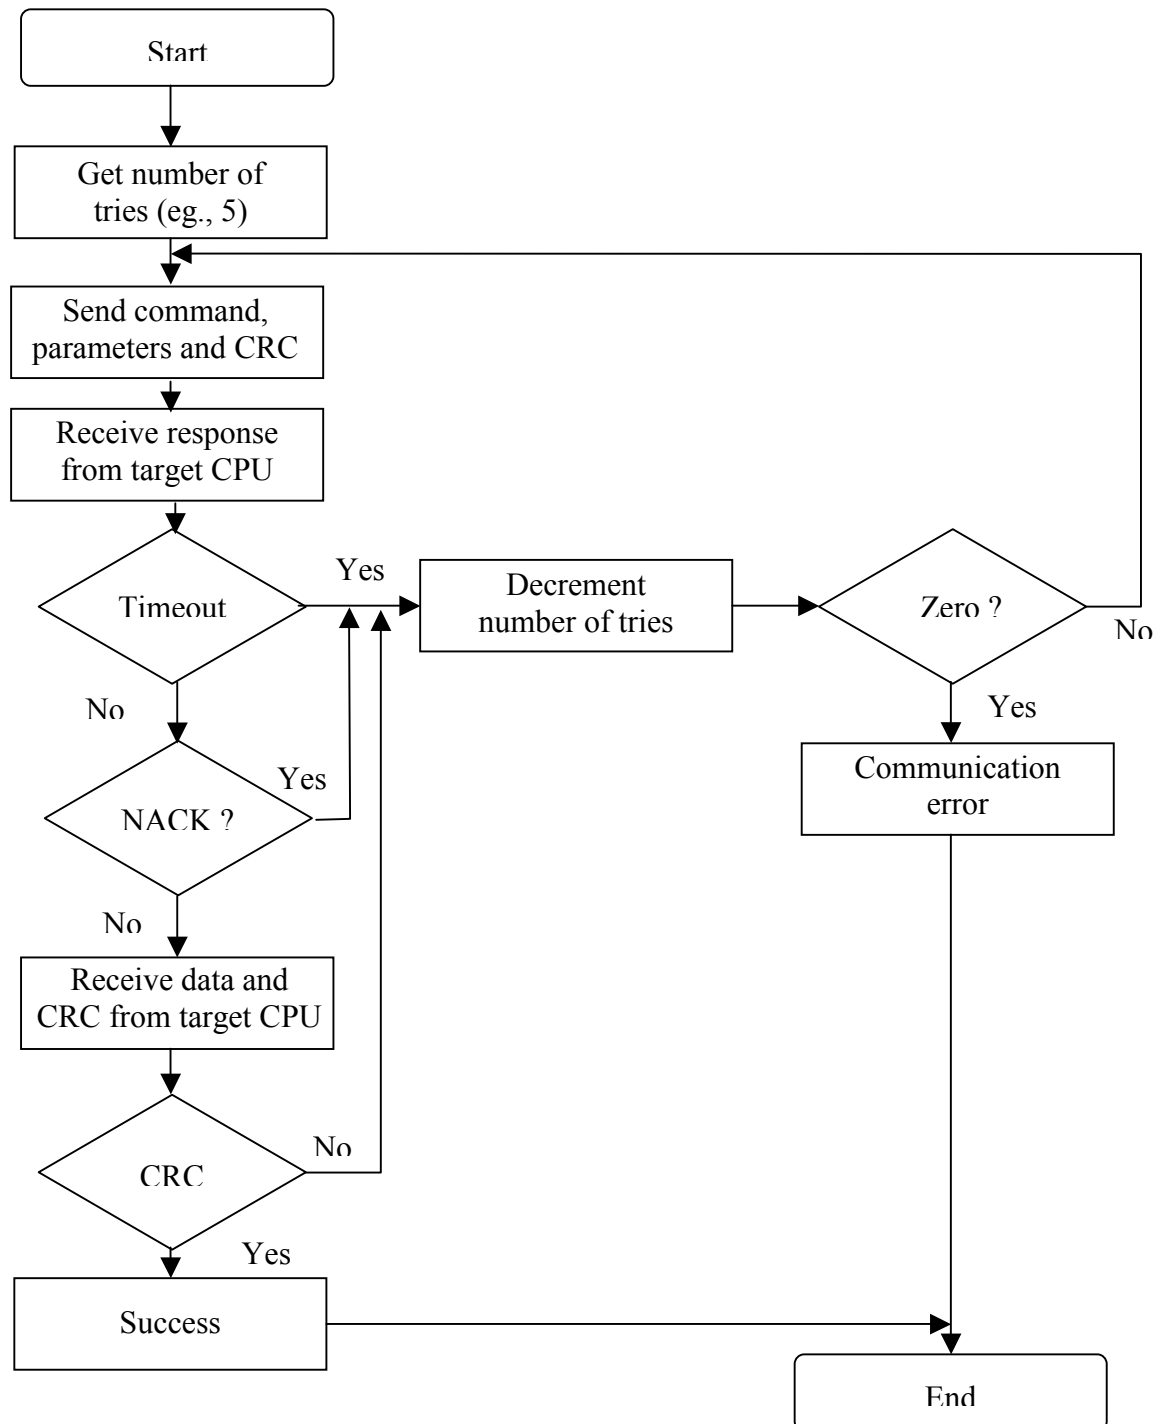 Start
Get number of
tries (eg., 5)
Send command,
parameters and CRC
Receive response
from target CPU
Timeout
Yes
Decrement
number of tries
Zero ?
No
No
Yes
NACK ?
Yes
Communication
error
No
Receive data and
CRC from target CPU
CRC
No
Yes
Success
End